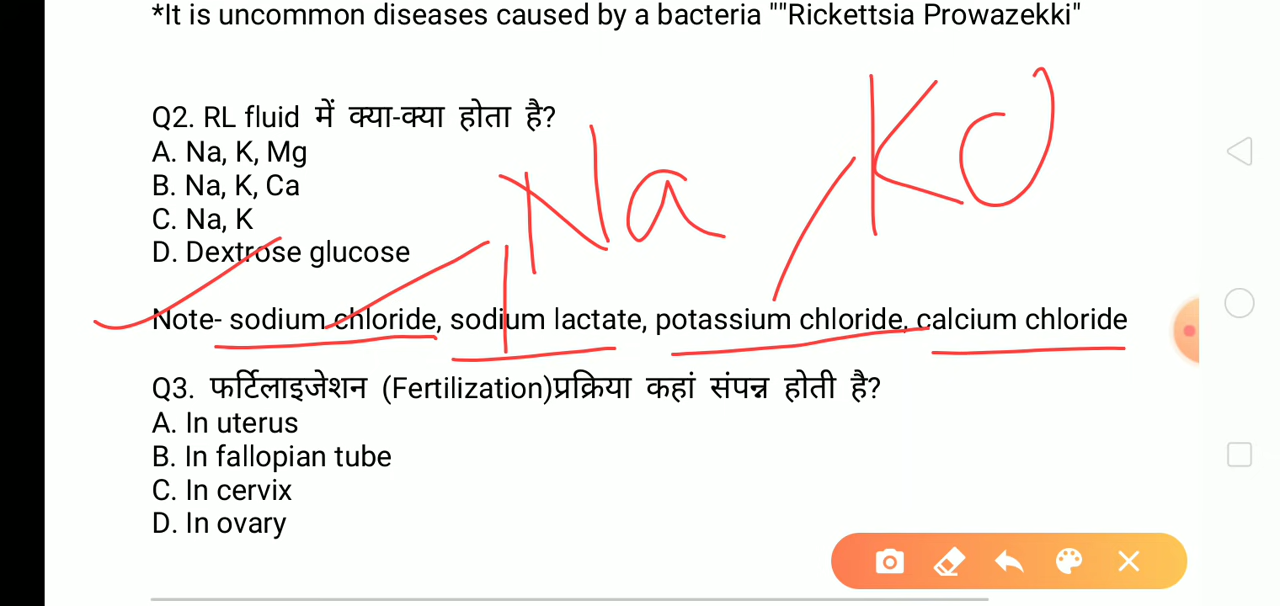 *It is uncommon diseases caused by a bacteria ""Rickettsia Prowazekki"
Q2. RL fluid में क्या-क्या होता है?
A. Na, K, Mg
B. Na, K, Ca
C. Na, K
D. Dextrose glucose
Na
K
Note- sodium chloride, sodium lactate, potassium chloride, calcium chloride
Q3. फर्टिलाइजेशन (Fertilization)प्रक्रिया कहां संपन्न होती है?
A. In uterus
B. In fallopian tube
C. In cervix
D. In ovary